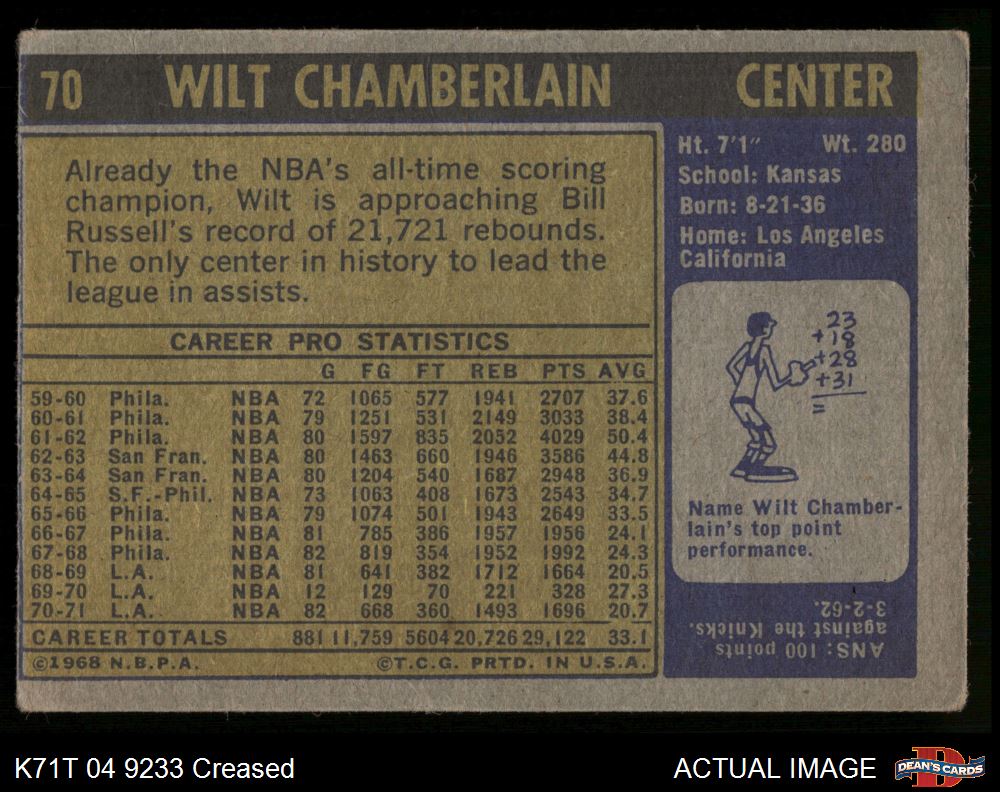 70 WILT CHAMBERLAIN CENTER
Already the NBA's all-time scoring
champion, Wilt is approaching Bill
Russell's record of 21,721 rebounds.
The only center in history to lead the
league in assists.
CAREER PRO STATISTICS
G FG FT REB PTS AVG
59-60 Phila. NBA 72 1065 577 1941 2707 37.6
60-61 Phila. NBA 79 1251 531 2149 3033 38.4
61-62 Phila. NBA 80 1597 835 2052 4029 50.4
62-63 San Fran. NBA 80 1463 660 1946 3586 44.8
63-64 San Fran. NBA 80 1204 540 1687 2948 36.9
64-65 S.F.-Phil. NBA 73 1063 408 1673 2543 34.7
65-66 Phila. NBA 79 1074 501 1943 2649 33.5
66-67 Phila. NBA 81 785 386 1957 1956 24.1
67-68 Phila. NBA 82 819 354 1952 1992 24.3
68-69 L.A. NBA 81 641 382 1712 1664 20.5
69-70 L.A. NBA 12 129 70 221 328 27.3
70-71 L.A. NBA 82 668 360 1493 1696 20.7
CAREER TOTALS 881 11,759 5604 20,726 29,122 33.1
©1968 N.B.P.A. ©T.C.G. PRTD. IN U.S.A.
Ht. 7'1" Wt. 280
School: Kansas
Born: 8-21-36
Home: Los Angeles
California
23
+18
+28
+31
=
Name Wilt Chamber-
lain's top point
performance.
ANS: 100 points
against the Knicks.
3-2-62.
K71T 04 9233 Creased
ACTUAL IMAGE
D
DEAN'S CARDS